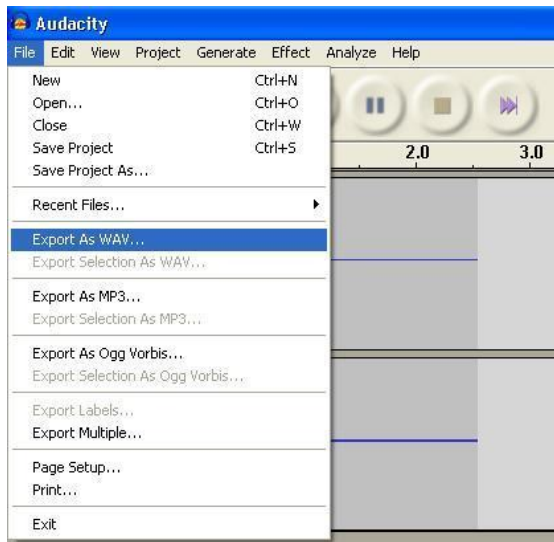 Audacity
File Edit View Project Generate Effect Analyze Help
New Ctrl+N
Open... Ctrl+O
Close Ctrl+W
Save Project Ctrl+S
Save Project As...
2.0 3.0
Recent Files...
Export As WAV...
Export Selection As WAV...
Export As MP3...
Export Selection As MP3...
Export As Ogg Vorbis...
Export Selection As Ogg Vorbis...
Export Labels...
Export Multiple...
Page Setup...
Print...
Exit